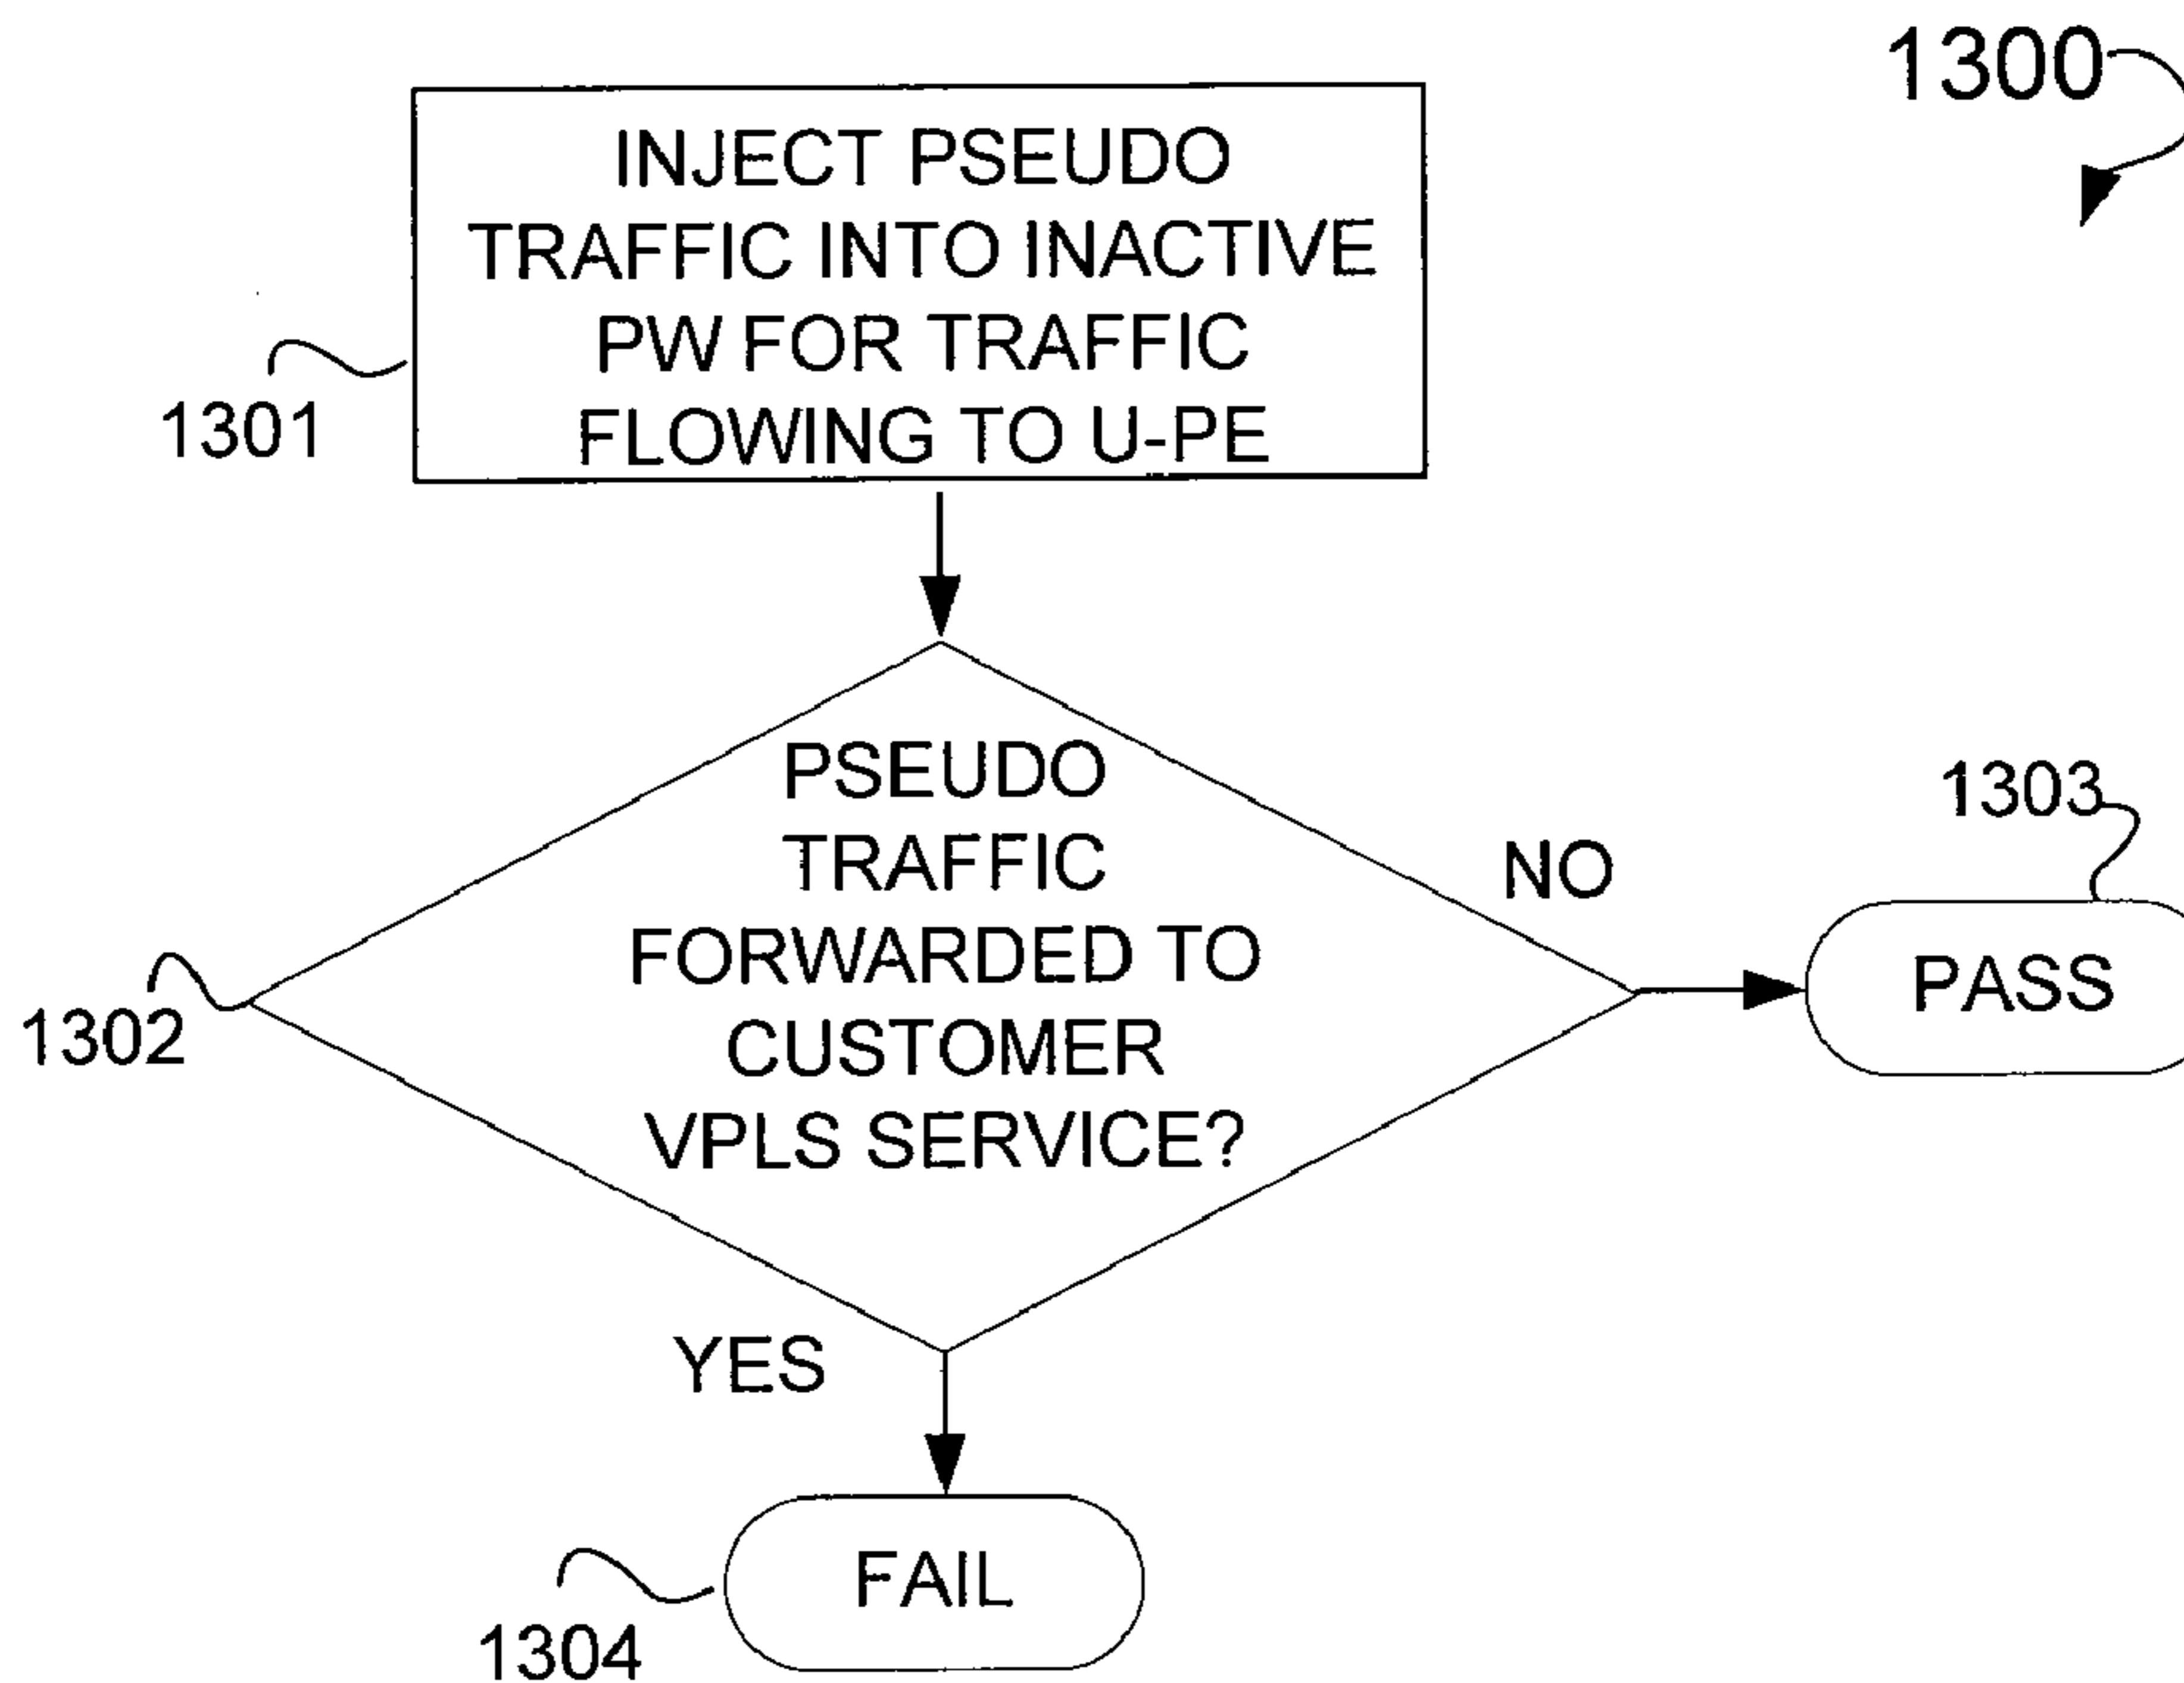 1300
INJECT PSEUDO
TRAFFIC INTO INACTIVE
PW FOR TRAFFIC
FLOWING TO U-PE
1301
PSEUDO
TRAFFIC
FORWARDED TO
CUSTOMER
VPLS SERVICE?
1302
NO
1303
PASS
YES
FAIL
1304